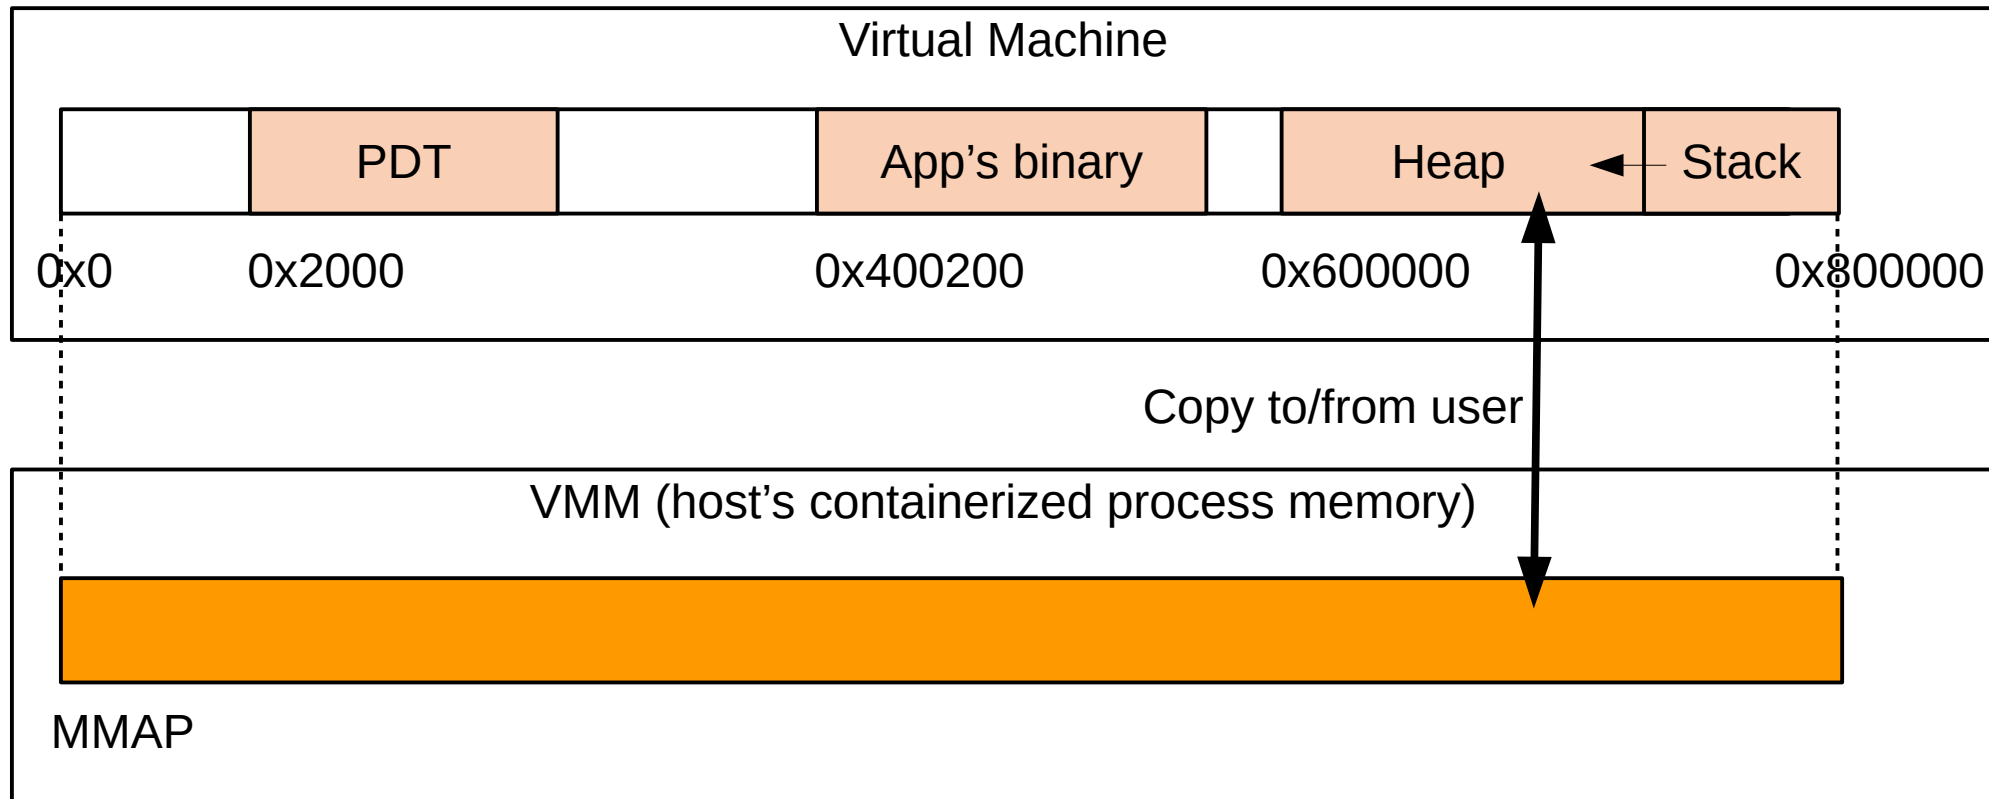 Virtual Machine
PDT
App’s binary
Heap
Stack
0x0
0x2000
0x400200
0x600000
0x800000
Copy to/from user
VMM (host’s containerized process memory)
MMAP